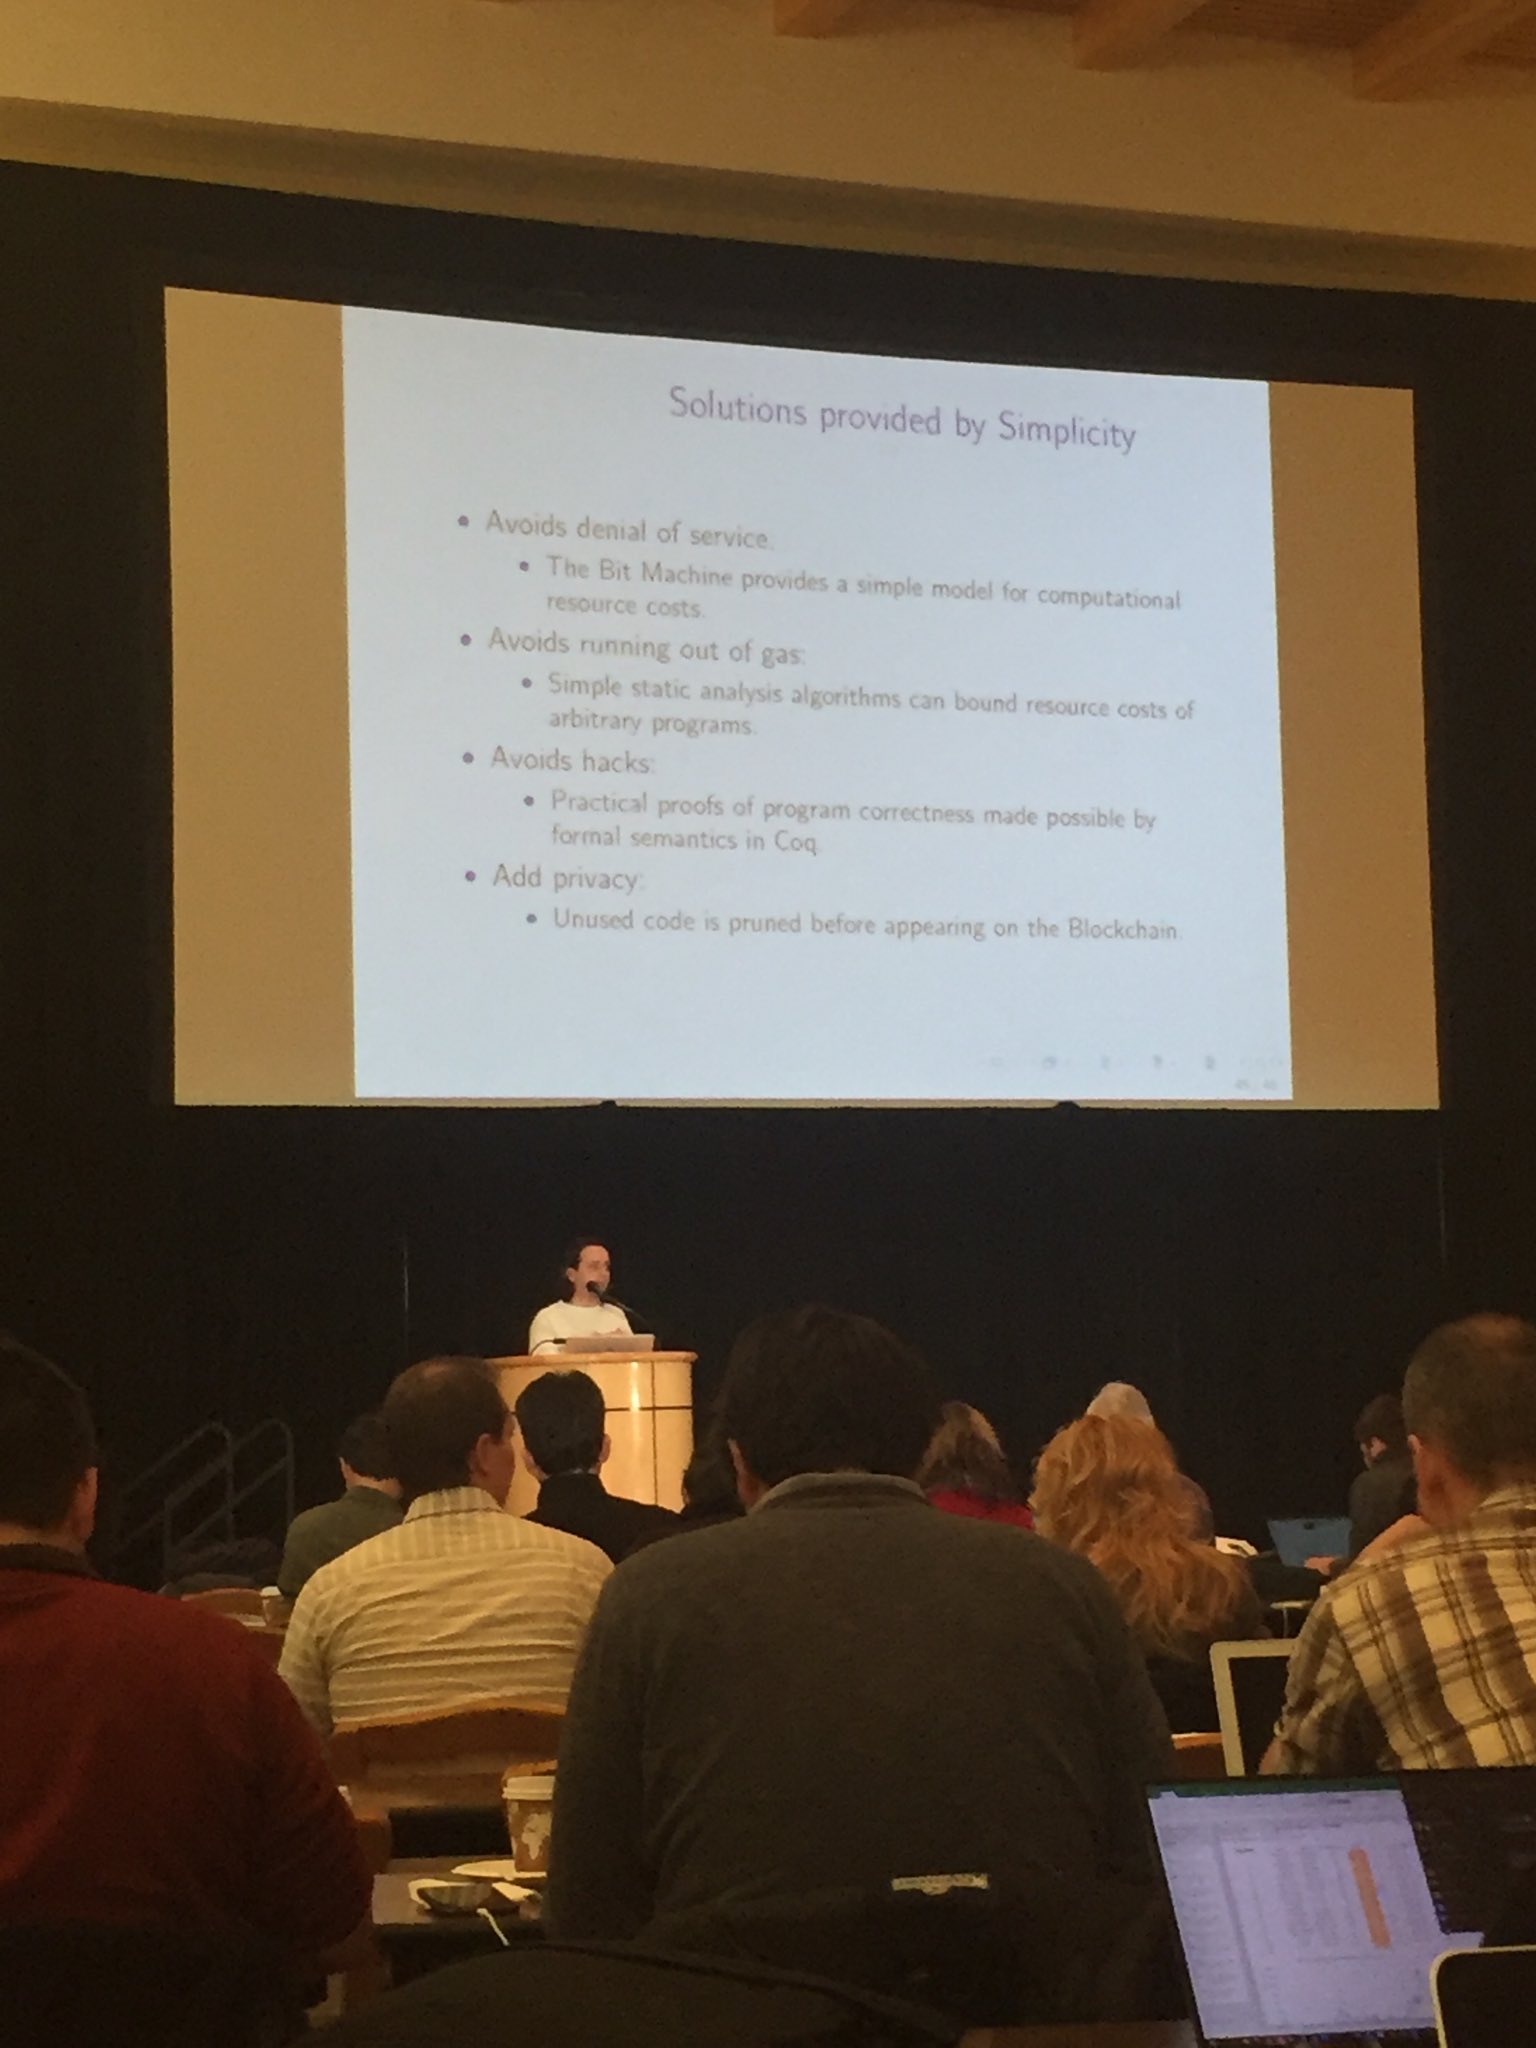 Solutions provided by Simplicity
• Avoids denial of service.
• The Bit Machine provides a simple model for computational
resource costs.
• Avoids running out of gas:
• Simple static analysis algorithms can bound resource costs of
arbitrary programs.
• Avoids hacks:
• Practical proofs of program correctness made possible by
formal semantics in Coq
• Add privacy:
• Unused code is pruned before appearing on the Blockchain.